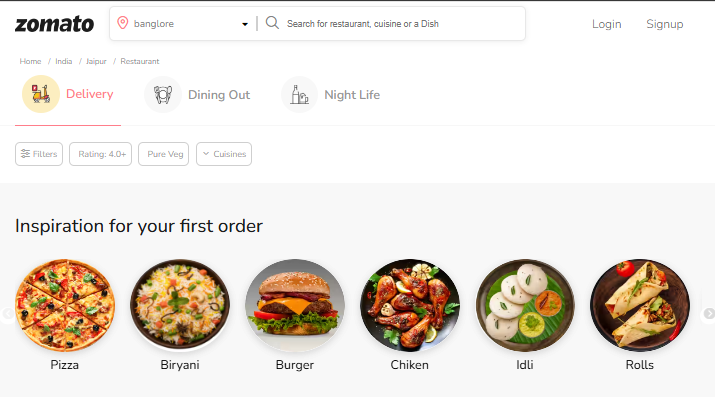 zomato banglore Search for restaurant, cuisine or a Dish Login Signup
Home / India / Jaipur / Restaurant
Delivery Dining Out Night Life
Filters Rating: 4.0+ Pure Veg Cuisines
Inspiration for your first order
Pizza Biryani Burger Chiken Idli Rolls